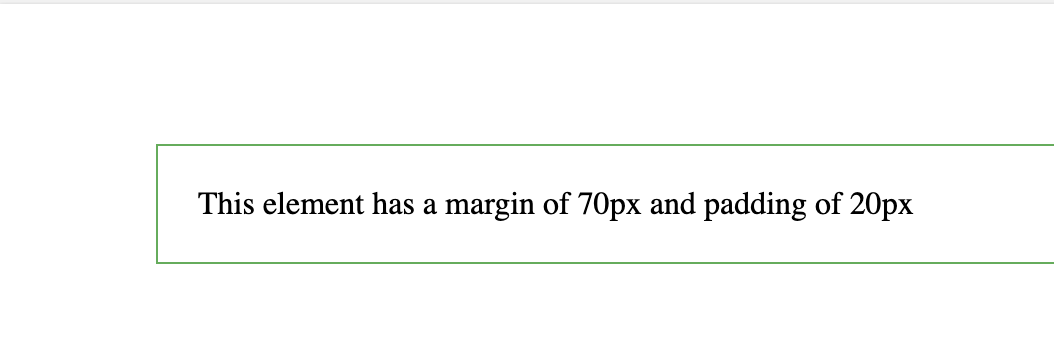 This element has a margin of 70px and padding of 20px